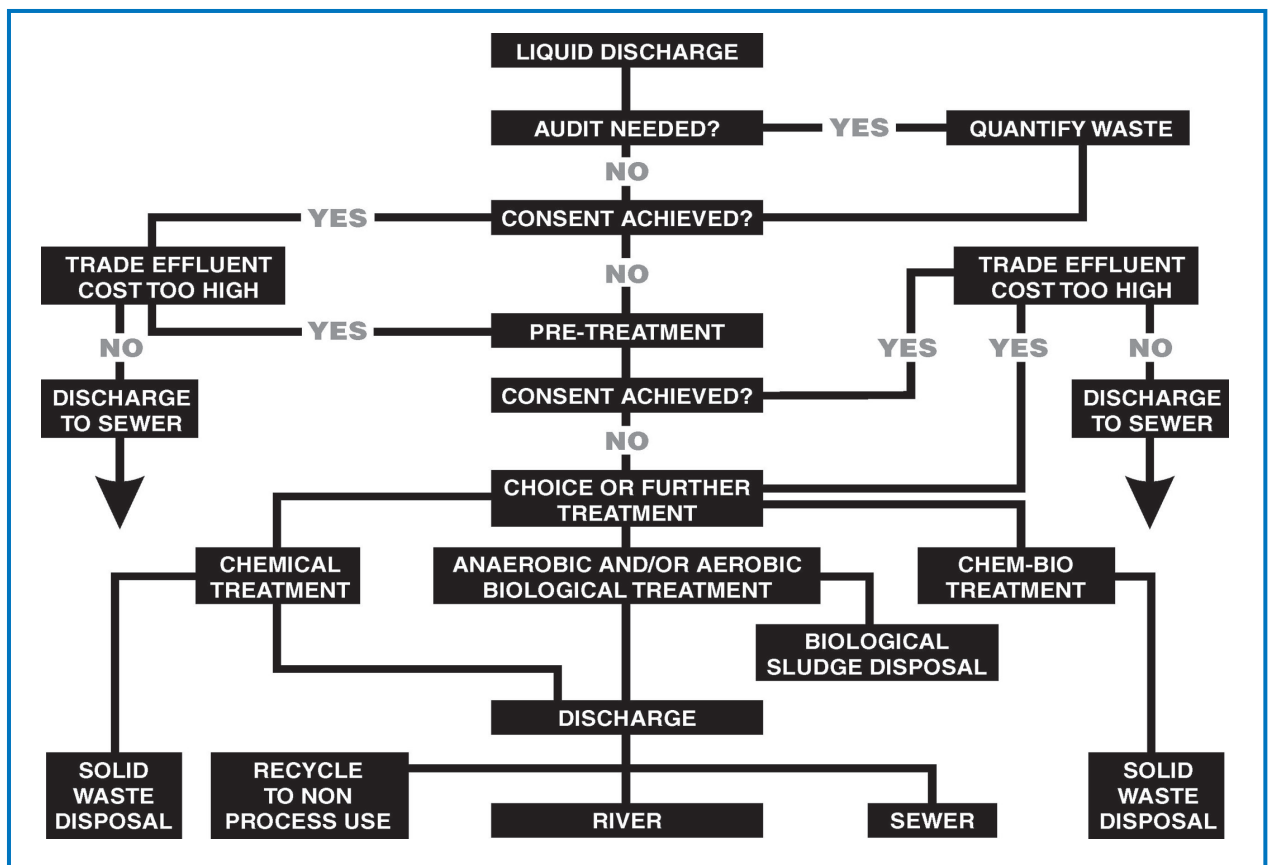 LIQUID DISCHARGE
AUDIT NEEDED?
YES
QUANTIFY WASTE
NO
YES
CONSENT ACHIEVED?
TRADE EFFLUENT
COST TOO HIGH
NO
TRADE EFFLUENT
COST TOO HIGH
YES
PRE-TREATMENT
NO
YES
YES
NO
DISCHARGE
TO SEWER
CONSENT ACHIEVED?
DISCHARGE
TO SEWER
NO
CHOICE OR FURTHER
TREATMENT
CHEMICAL
TREATMENT
ANAEROBIC AND/OR AEROBIC
BIOLOGICAL TREATMENT
CHEM-BIO
TREATMENT
BIOLOGICAL
SLUDGE DISPOSAL
DISCHARGE
SOLID
WASTE
DISPOSAL
RECYCLE
TO NON
PROCESS USE
RIVER
SEWER
SOLID
WASTE
DISPOSAL